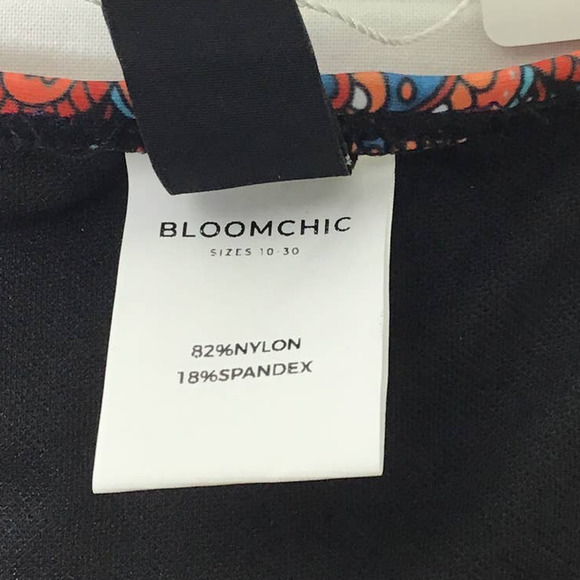 BLOOMCHIC
SIZES 10-30
82%NYLON
18%SPANDEX